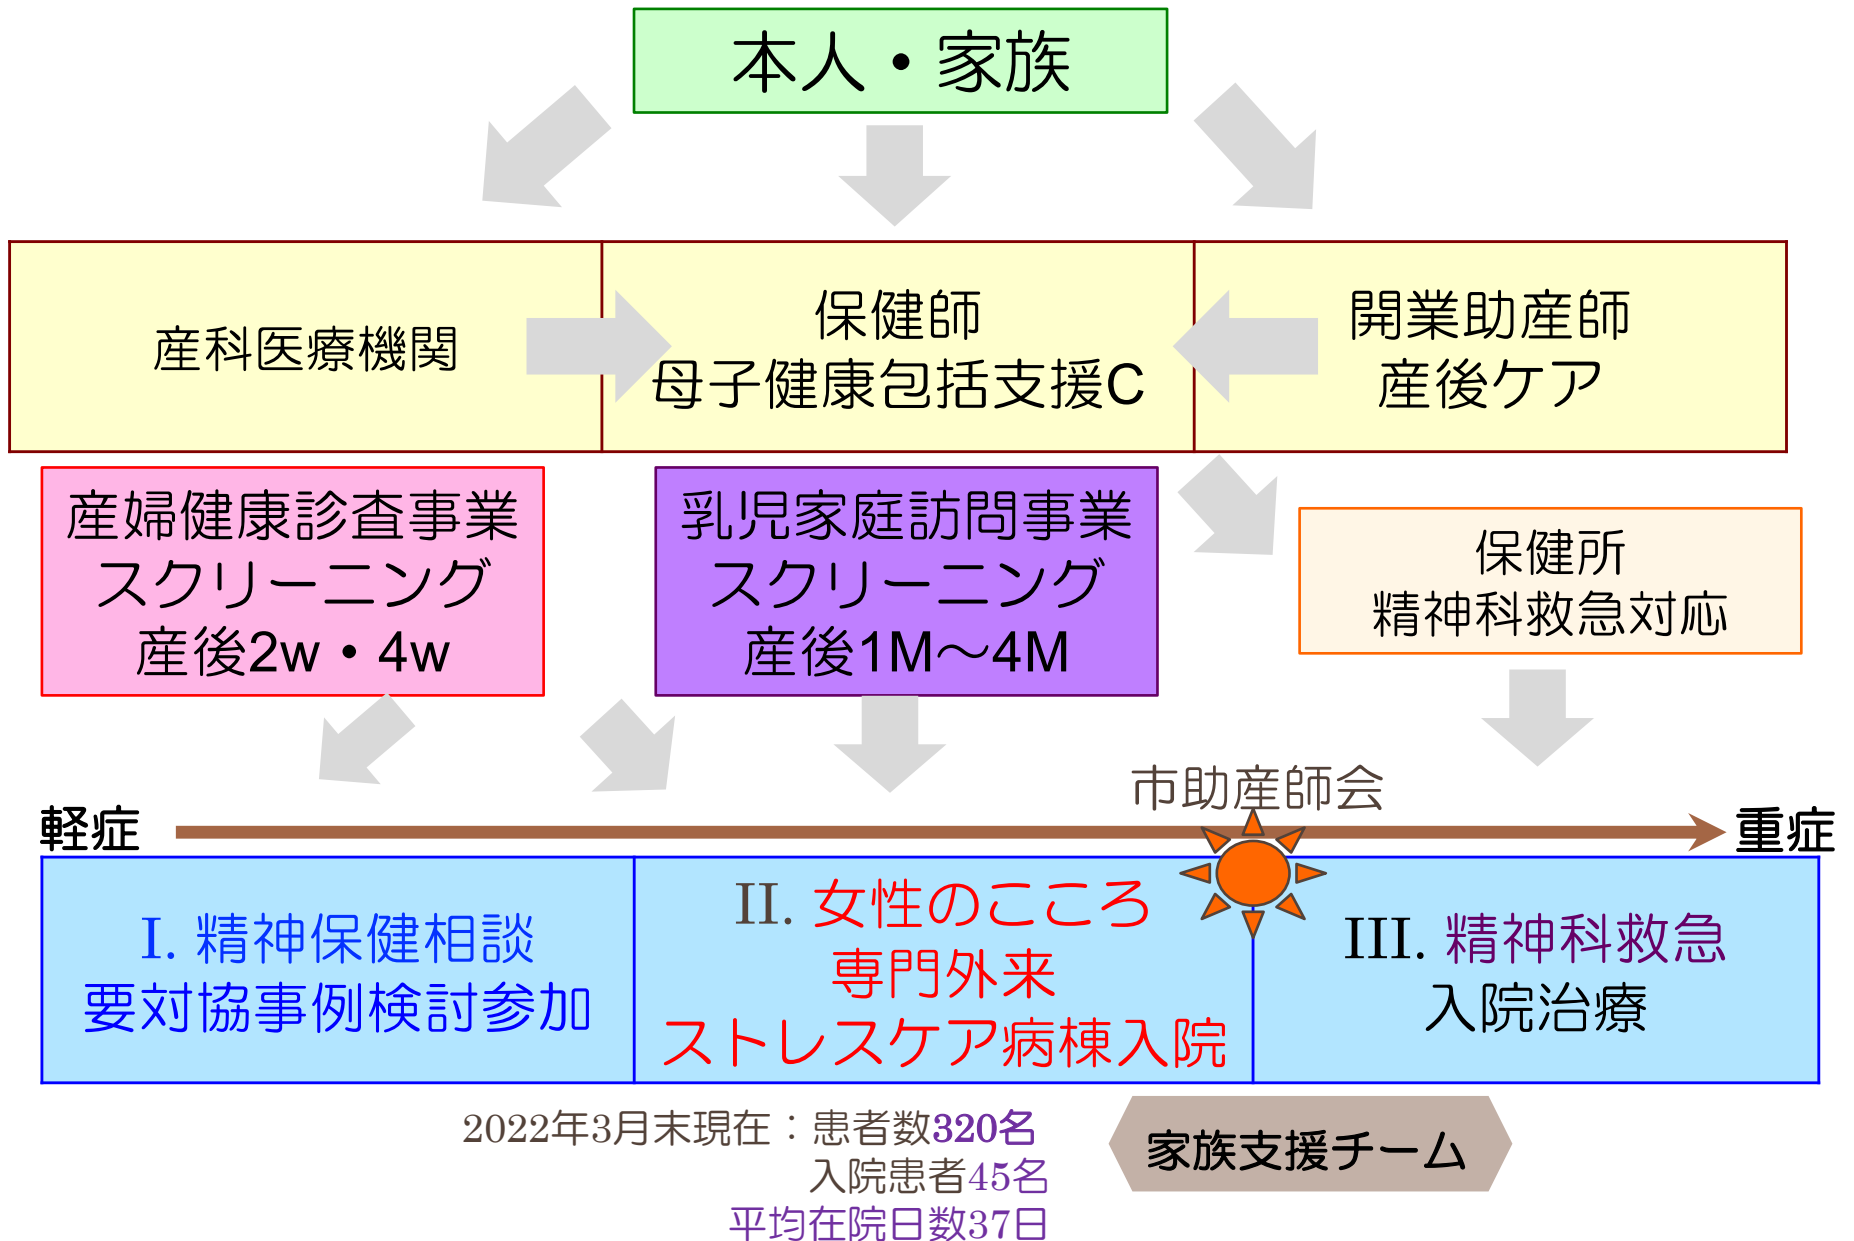 本人・家族
産科医療機関
保健師
母子健康包括支援C
開業助産師
産後ケア
産婦健康診査事業
スクリーニング
産後2w・4w
乳児家庭訪問事業
スクリーニング
産後1M～4M
保健所
精神科救急対応
市助産師会
軽症
重症
I. 精神保健相談
要対協事例検討参加
II. 女性のこころ
専門外来
ストレスケア病棟入院
III. 精神科救急
入院治療
2022年3月末現在：患者数320名
入院患者45名
平均在院日数37日
家族支援チーム